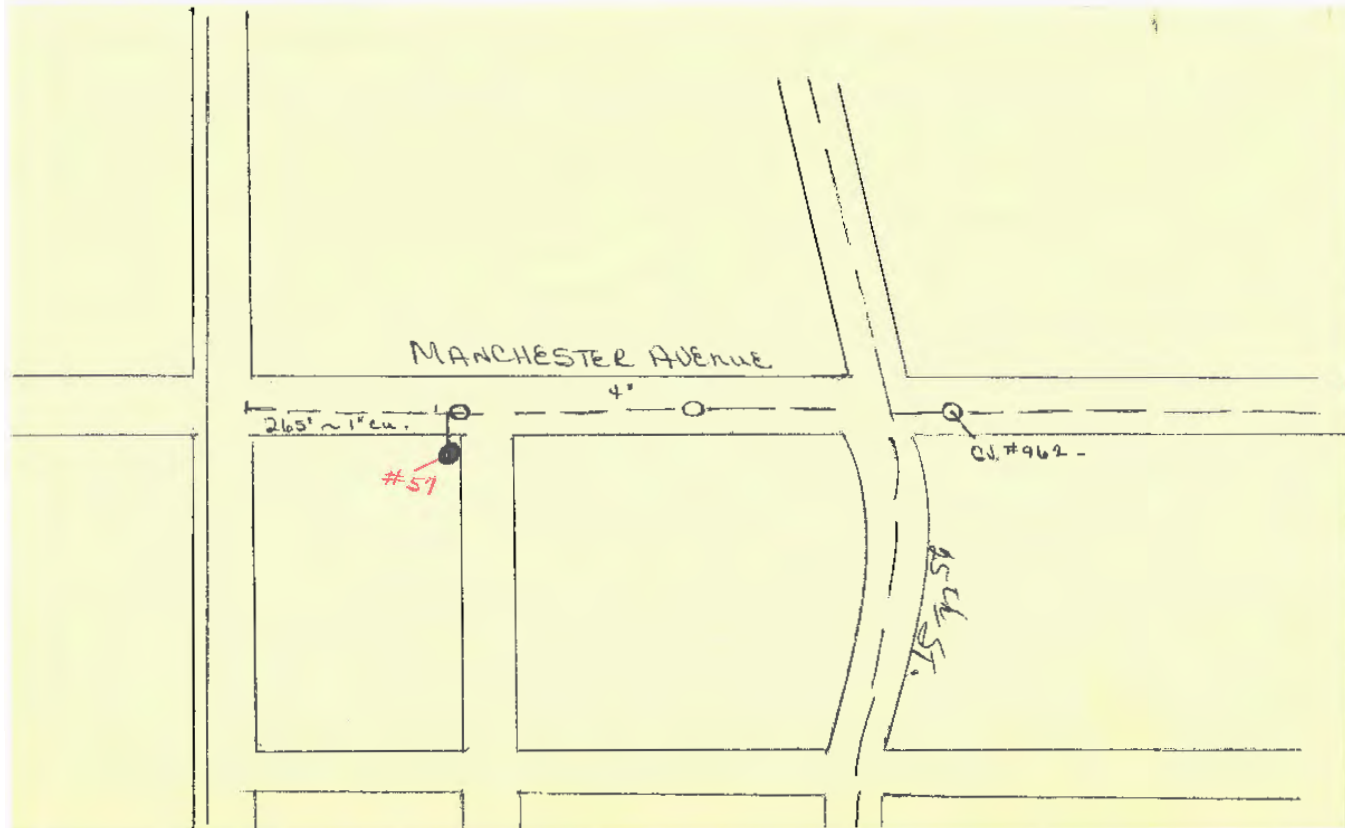 MANCHESTER AVENUE
4"
265' ~ 1" cu.
#57
C.V. #962 -
25th ST.